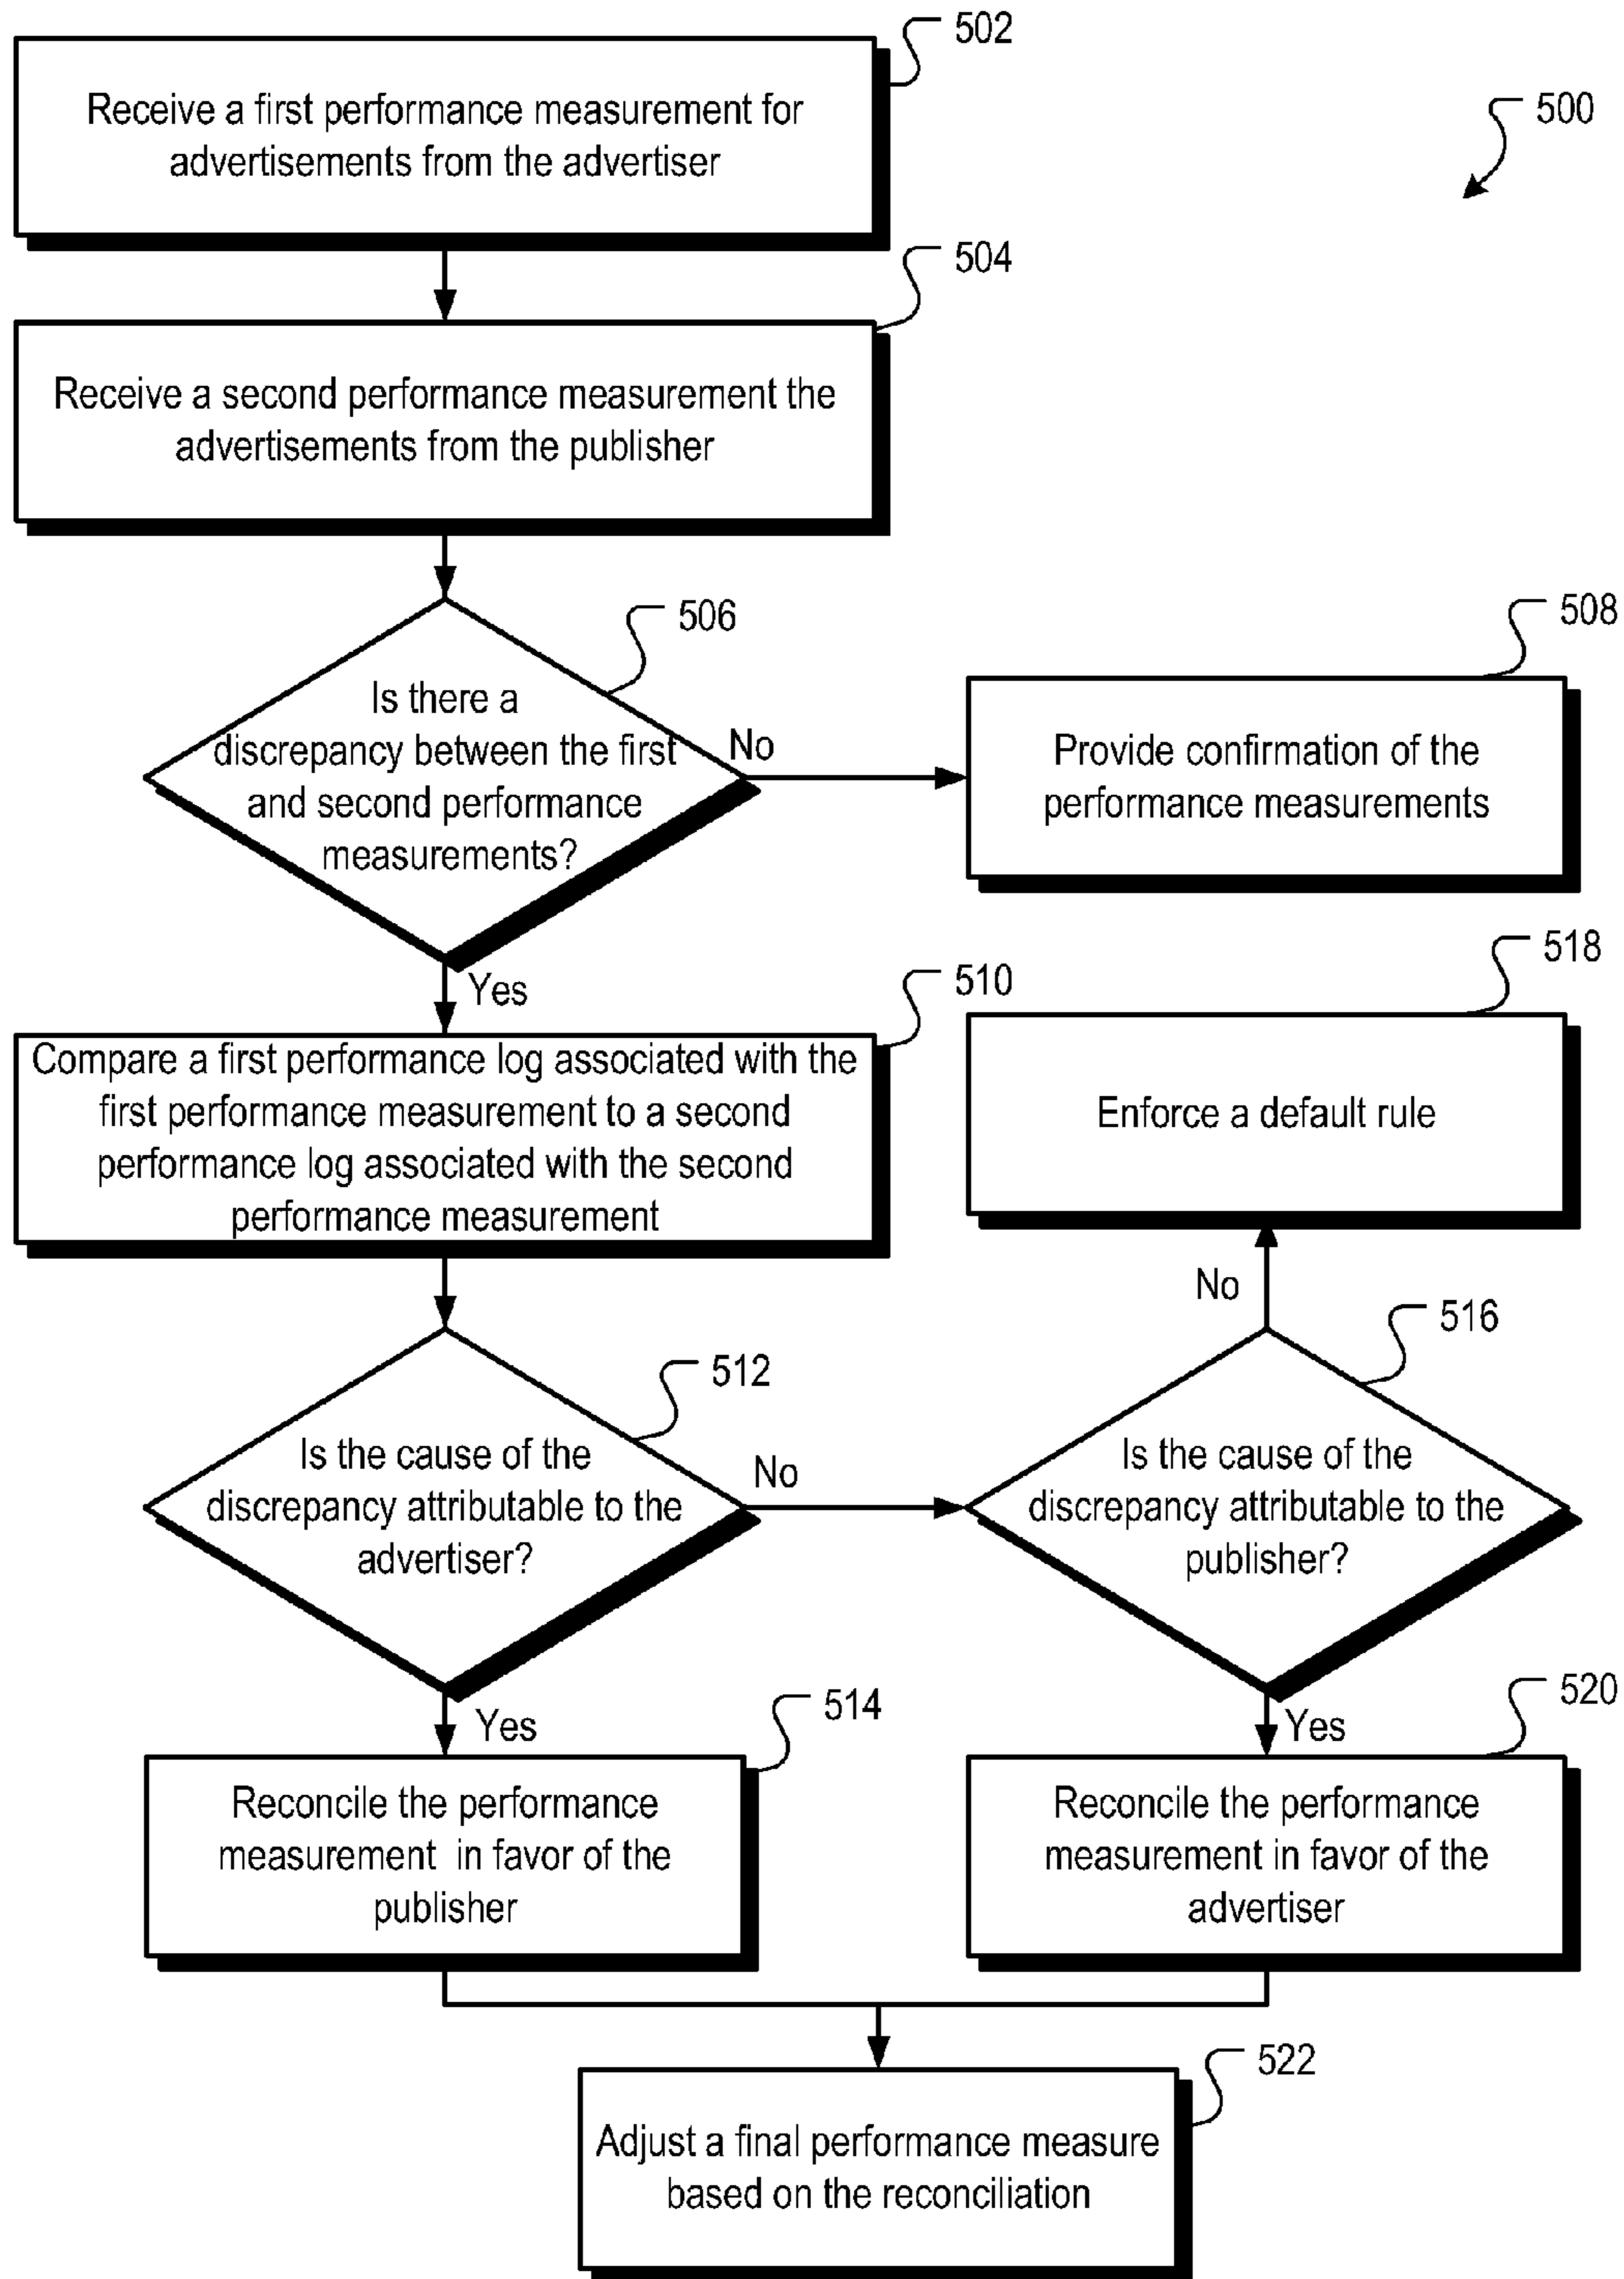 502
Receive a first performance measurement for
advertisements from the advertiser
500
504
Receive a second performance measurement the
advertisements from the publisher
506
Is there a
discrepancy between the first
and second performance
measurements?
No
508
Provide confirmation of the
performance measurements
Yes
510
Compare a first performance log associated with the
first performance measurement to a second
performance log associated with the second
performance measurement
518
Enforce a default rule
No
512
Is the cause of the
discrepancy attributable to the
advertiser?
No
516
Is the cause of the
discrepancy attributable to the
publisher?
Yes
514
Reconcile the performance
measurement  in favor of the
publisher
Yes
520
Reconcile the performance
measurement in favor of the
advertiser
522
Adjust a final performance measure
based on the reconciliation